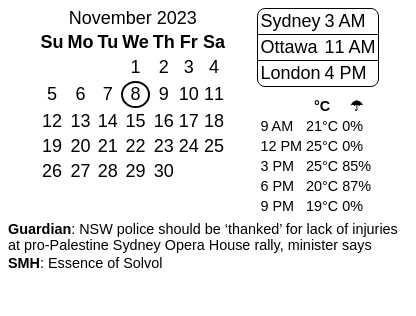 November 2023
Su Mo Tu We Th Fr Sa
1 2 3 4
5 6 7 8 9 10 11
12 13 14 15 16 17 18
19 20 21 22 23 24 25
26 27 28 29 30
Sydney 3 AM
Ottawa 11 AM
London 4 PM
°C ☂
9 AM 21°C 0%
12 PM 25°C 0%
3 PM 25°C 85%
6 PM 20°C 87%
9 PM 19°C 0%
Guardian: NSW police should be ‘thanked’ for lack of injuries
at pro-Palestine Sydney Opera House rally, minister says
SMH: Essence of Solvol